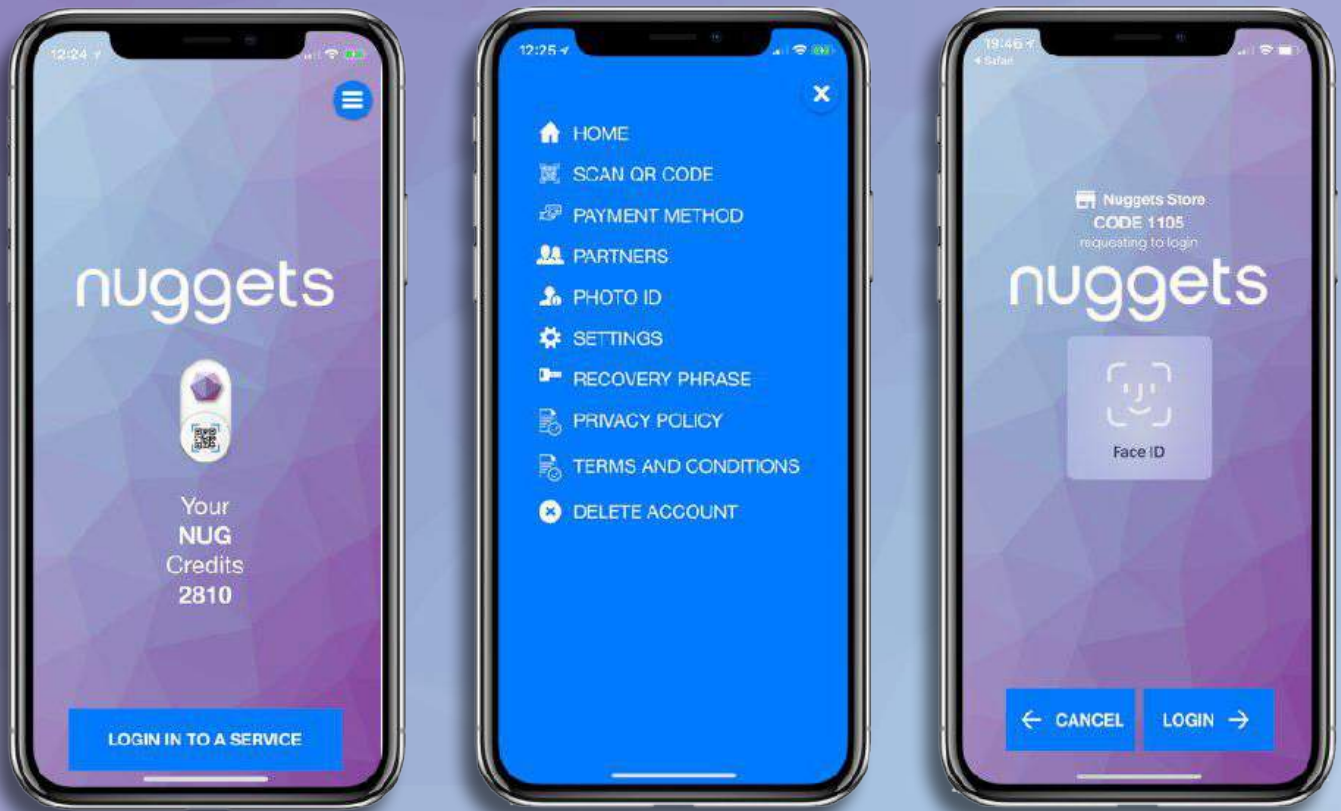 12:24
nuggets
Your
NUG
Credits
2810
LOGIN IN TO A SERVICE
12:25
HOME
SCAN QR CODE
PAYMENT METHOD
PARTNERS
PHOTO ID
SETTINGS
RECOVERY PHRASE
PRIVACY POLICY
TERMS AND CONDITIONS
DELETE ACCOUNT
19:46
Safari
Nuggets Store
CODE 1105
requesting to login
nuggets
Face ID
CANCEL
LOGIN